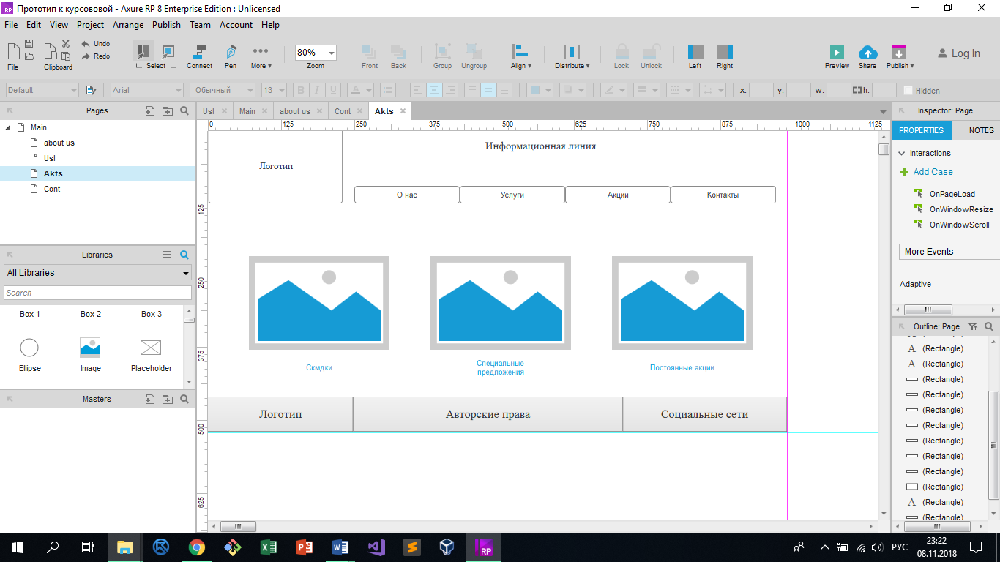 Прототип к курсововой - Axure RP 8 Enterprise Edition : Unlicensed
File Edit View Project Arrange Publish Team Account Help
Undo
Redo
File Clipboard Select Connect Pen More 80% Zoom Front Back Group Ungroup Align Distribute Lock Unlock Left Right Preview Share Publish Log In
Default Arial Обычный 13 B I U A x: y: w: h: Hidden
Pages
Main
about us
Usl
Akts
Cont
Libraries
All Libraries
Search
Box 1 Box 2 Box 3
Ellipse Image Placeholder
Masters
Usl Main about us Cont Akts
0 125 250 375 500 625 750 875 1000 1125
125
250
375
500
625
Информационная линия
Логотип
О нас Услуги Акции Контакты
Скмдки
Специальные
предложения
Постоянные акции
Логотип Авторские права Социальные сети
Inspector: Page
PROPERTIES NOTES
Interactions
Add Case
OnPageLoad
OnWindowResize
OnWindowScroll
More Events
Adaptive
Outline: Page
A (Rectangle)
A (Rectangle)
(Rectangle)
(Rectangle)
(Rectangle)
(Rectangle)
(Rectangle)
(Rectangle)
(Rectangle)
(Rectangle)
A (Rectangle)
(Rectangle)
RP
РУС
23:22
08.11.2018